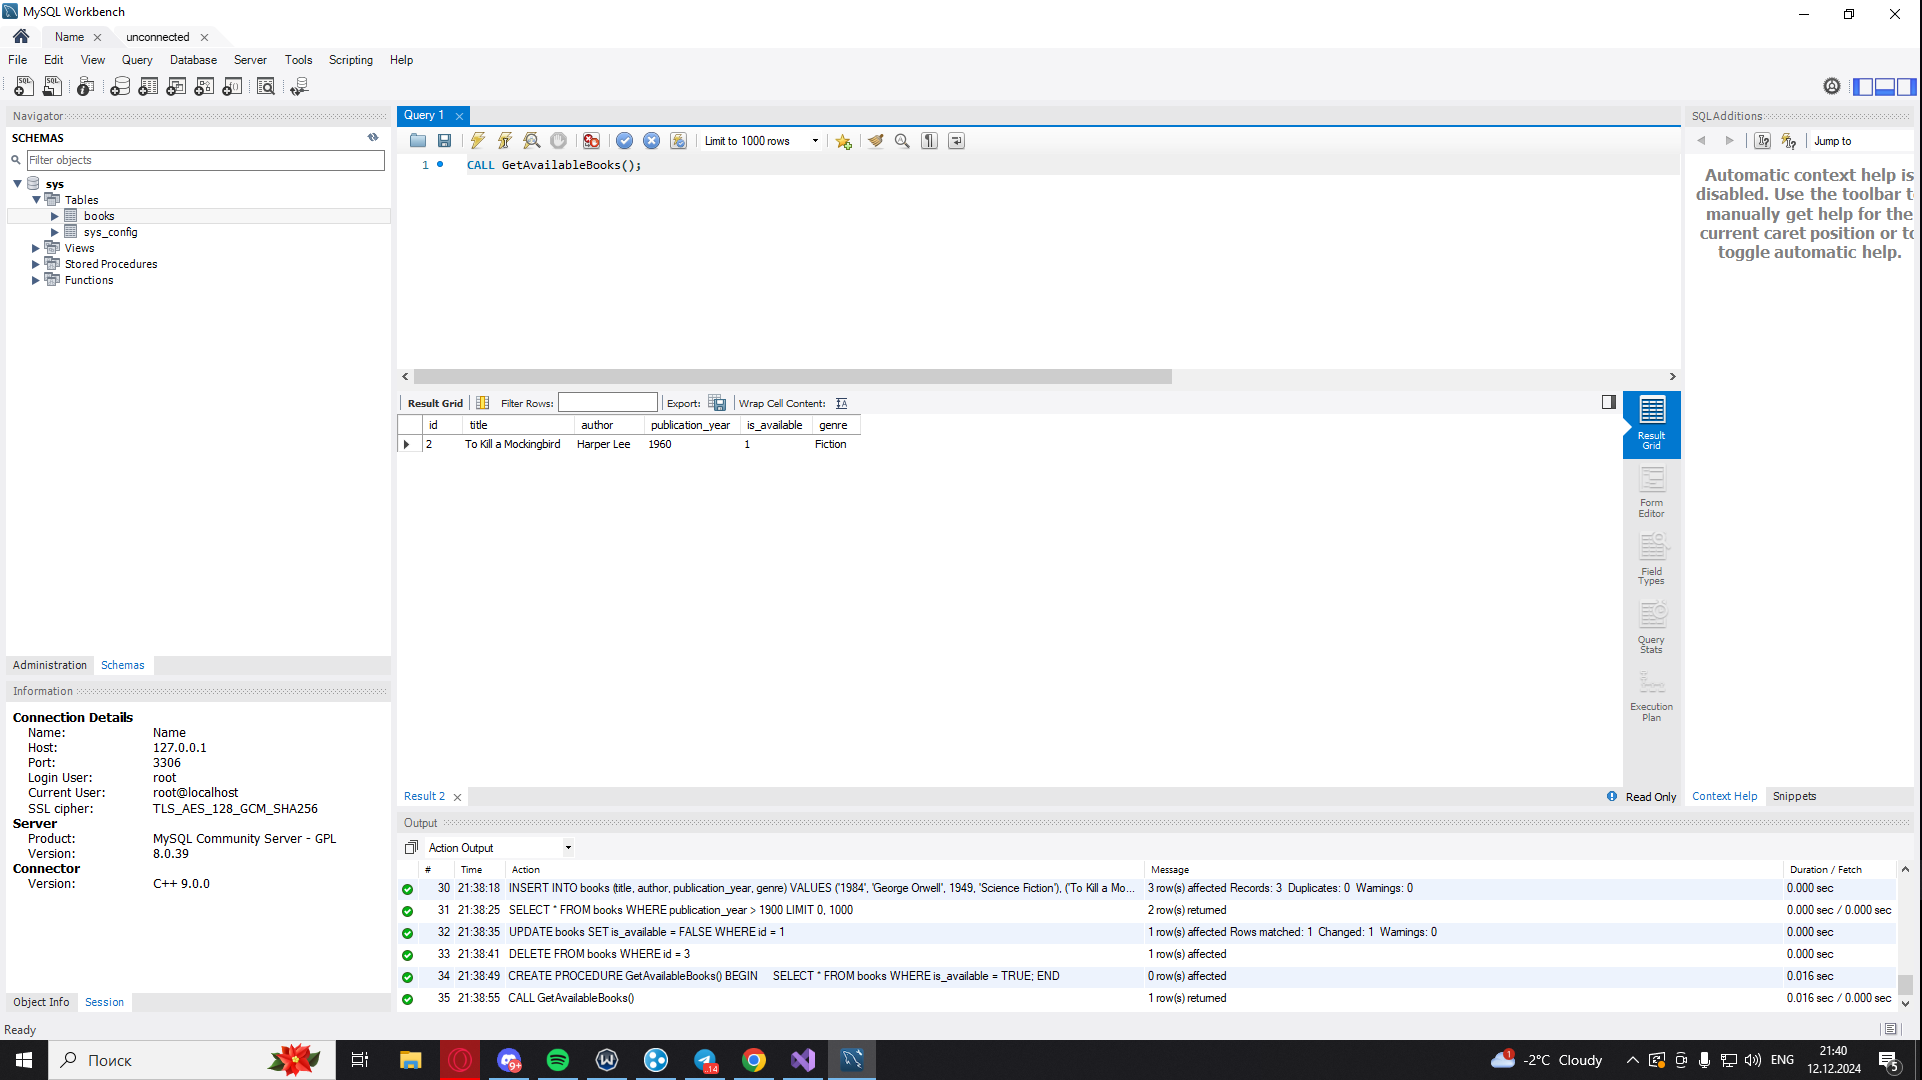 MySQL Workbench
Name
unconnected
File Edit View Query Database Server Tools Scripting Help
Navigator
SCHEMAS
Filter objects
sys
Tables
books
sys_config
Views
Stored Procedures
Functions
Administration Schemas
Information
Connection Details
Name: Name
Host: 127.0.0.1
Port: 3306
Login User: root
Current User: root@localhost
SSL cipher: TLS_AES_128_GCM_SHA256
Server
Product: MySQL Community Server - GPL
Version: 8.0.39
Connector
Version: C++ 9.0.0
Object Info Session
Ready
Query 1
Limit to 1000 rows
1 CALL GetAvailableBooks();
Result Grid Filter Rows: Export: Wrap Cell Content:
id title author publication_year is_available genre
2 To Kill a Mockingbird Harper Lee 1960 1 Fiction
Result
Grid
Form
Editor
Field
Types
Query
Stats
Execution
Plan
Result 2
Read Only
SQLAdditions
Jump to
Automatic context help is
disabled. Use the toolbar t
manually get help for the
current caret position or to
toggle automatic help.
Context Help Snippets
Output
Action Output
# Time Action Message Duration / Fetch
30 21:38:18 INSERT INTO books (title, author, publication_year, genre) VALUES ('1984', 'George Orwell', 1949, 'Science Fiction'), ('To Kill a Mo... 3 row(s) affected Records: 3 Duplicates: 0 Warnings: 0 0.000 sec
31 21:38:25 SELECT * FROM books WHERE publication_year > 1900 LIMIT 0, 1000 2 row(s) returned 0.000 sec / 0.000 sec
32 21:38:35 UPDATE books SET is_available = FALSE WHERE id = 1 1 row(s) affected Rows matched: 1 Changed: 1 Warnings: 0 0.000 sec
33 21:38:41 DELETE FROM books WHERE id = 3 1 row(s) affected 0.000 sec
34 21:38:49 CREATE PROCEDURE GetAvailableBooks() BEGIN SELECT * FROM books WHERE is_available = TRUE; END 0 row(s) affected 0.016 sec
35 21:38:55 CALL GetAvailableBooks() 1 row(s) returned 0.016 sec / 0.000 sec
Поиск
9+
14
1
-2°C Cloudy
ENG
21:40
12.12.2024
5